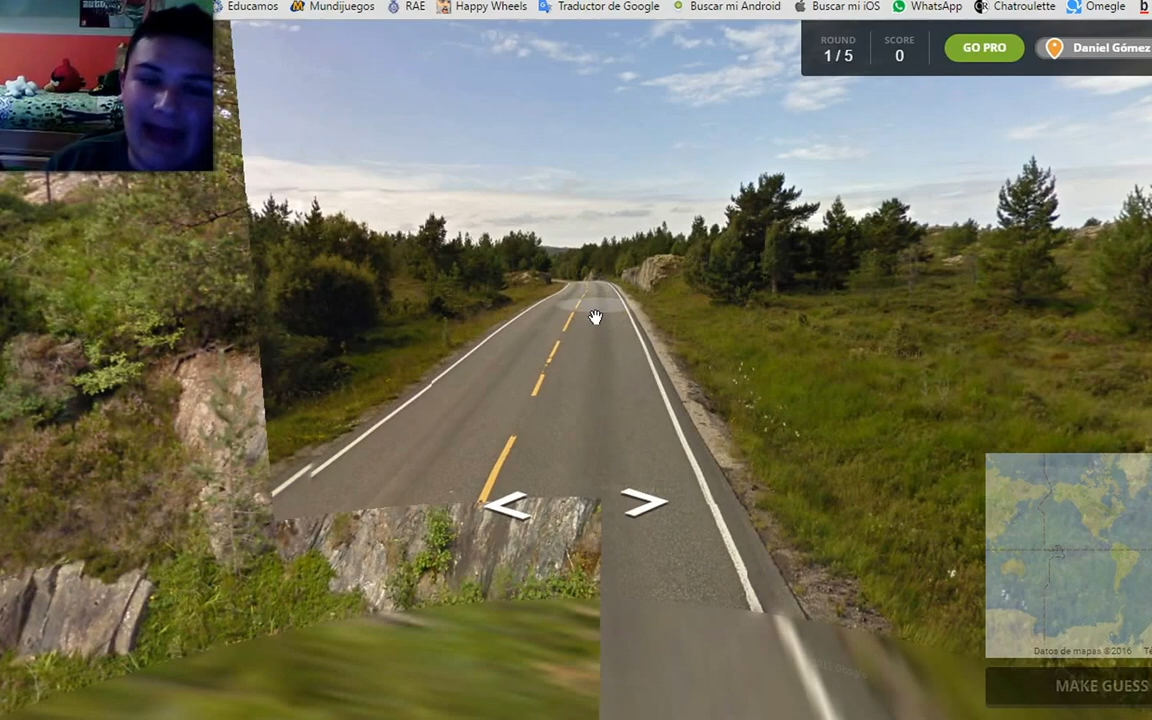 Educamos Mundijuegos RAE Happy Wheels Traductor de Google Buscar mi Android Buscar mi iOS WhatsApp Chatroulette Omegle b
ROUND SCORE
1 / 5 0 GO PRO Daniel Gómez
Datos de mapas ©2016 Té
MAKE GUESS